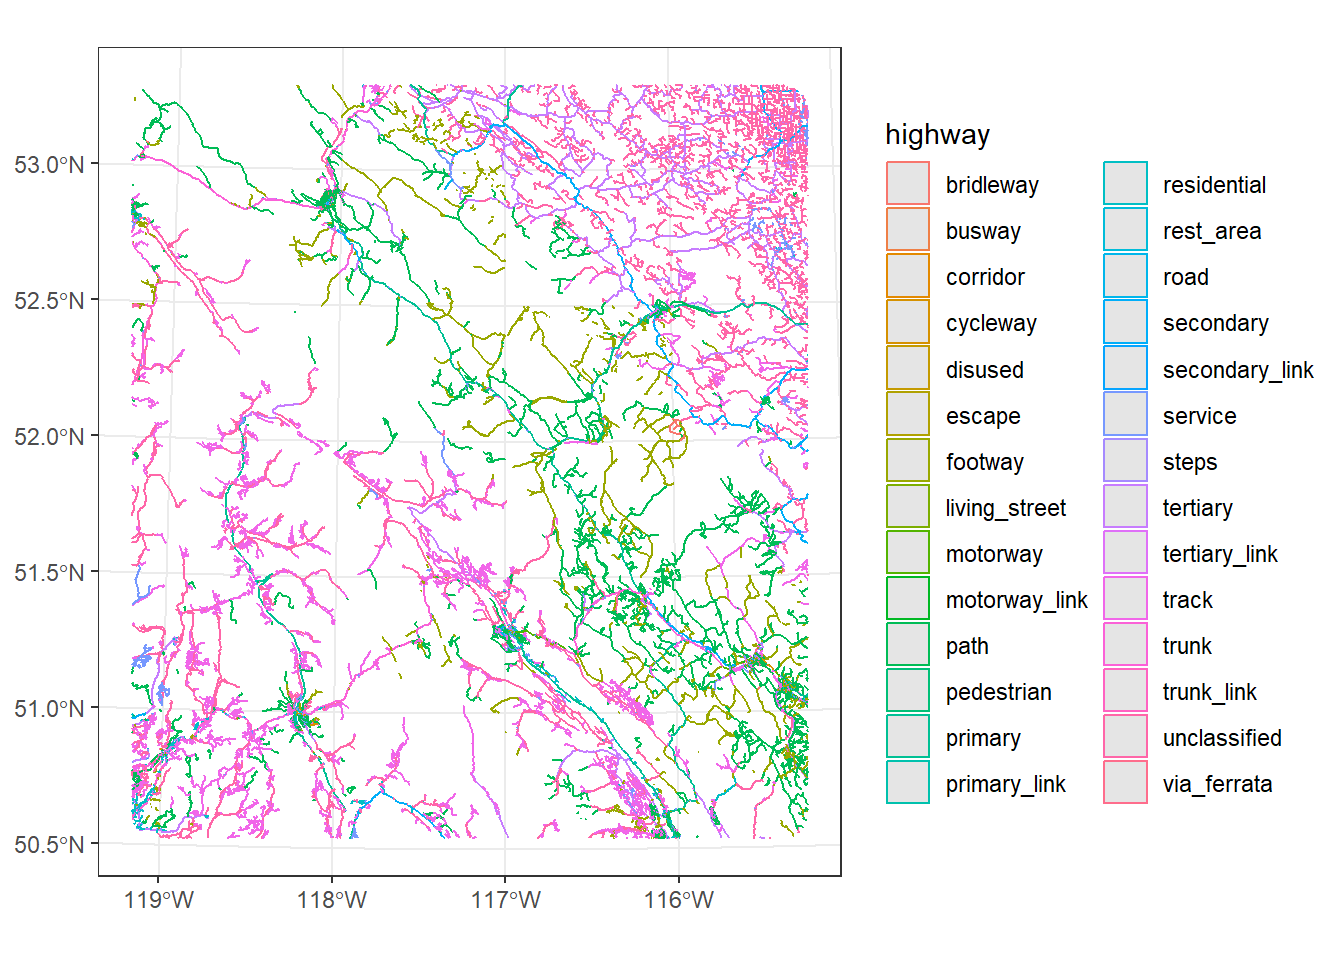 highway
bridleway
busway
corridor
cycleway
disused
escape
footway
living_street
motorway
motorway_link
path
pedestrian
primary
primary_link
residential
rest_area
road
secondary
secondary_link
service
steps
tertiary
tertiary_link
track
trunk
trunk_link
unclassified
via_ferrata
53.0°N
52.5°N
52.0°N
51.5°N
51.0°N
50.5°N
119°W 118°W 117°W 116°W